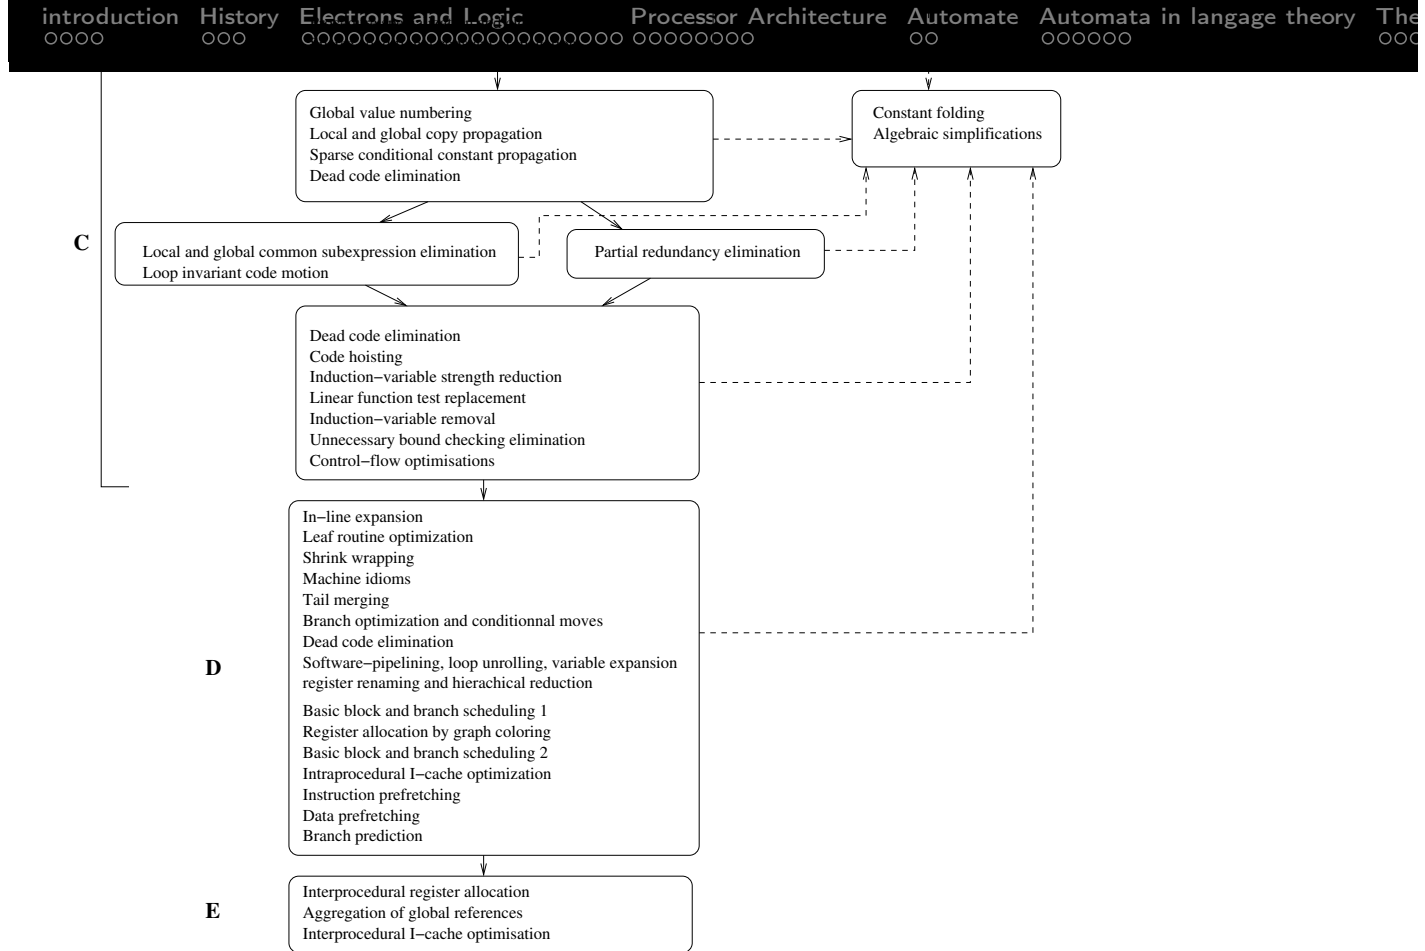 introduction History Electrons and Logic Processor Architecture Automate Automata in langage theory The
Global value numbering
Local and global copy propagation
Sparse conditional constant propagation
Dead code elimination
Constant folding
Algebraic simplifications
C
Local and global common subexpression elimination
Loop invariant code motion
Partial redundancy elimination
Dead code elimination
Code hoisting
Induction−variable strength reduction
Linear function test replacement
Induction−variable removal
Unnecessary bound checking elimination
Control−flow optimisations
D
In−line expansion
Leaf routine optimization
Shrink wrapping
Machine idioms
Tail merging
Branch optimization and conditionnal moves
Dead code elimination
Software−pipelining, loop unrolling, variable expansion
register renaming and hierachical reduction
Basic block and branch scheduling 1
Register allocation by graph coloring
Basic block and branch scheduling 2
Intraprocedural I−cache optimization
Instruction prefretching
Data prefretching
Branch prediction
E
Interprocedural register allocation
Aggregation of global references
Interprocedural I−cache optimisation